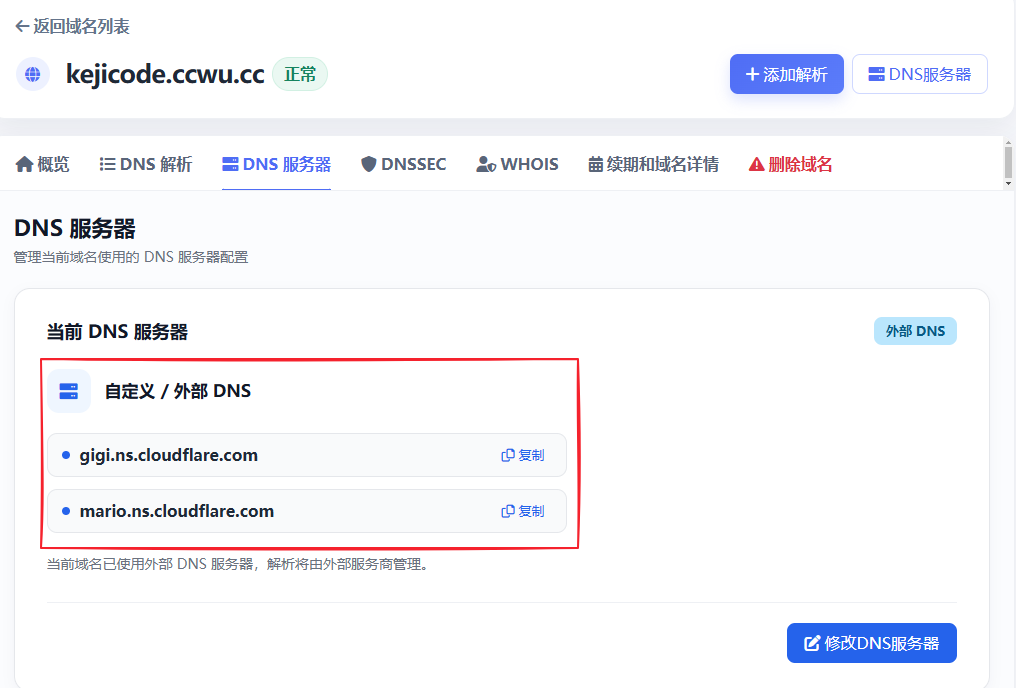 返回域名列表
kejicode.ccwu.cc 正常
添加解析 DNS服务器
概览 DNS 解析 DNS 服务器 DNSSEC WHOIS 续期和域名详情 删除域名
DNS 服务器
管理当前域名使用的 DNS 服务器配置
当前 DNS 服务器 外部 DNS
自定义 / 外部 DNS
gigi.ns.cloudflare.com 复制
mario.ns.cloudflare.com 复制
当前域名已使用外部 DNS 服务器，解析将由外部服务商管理。
修改DNS服务器